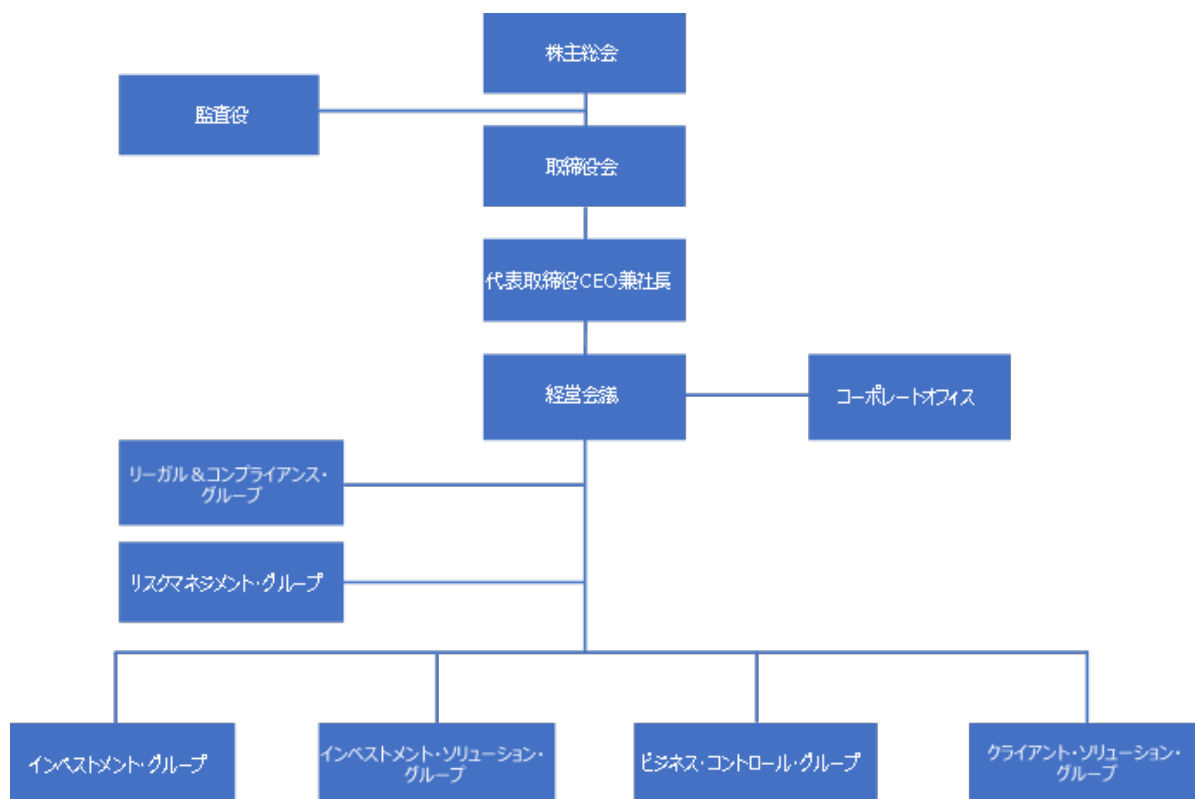 株主総会
監査役
取締役会
代表取締役CEO兼社長
経営会議
コーポレートオフィス
リーガル＆コンプライアンス・
グループ
リスクマネジメント・グループ
インベストメント・グループ
インベストメント・ソリューション・
グループ
ビジネス・コントロール・グループ
クライアント・ソリューション・
グループ